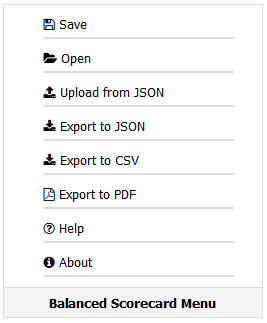 Save
Open
Upload from JSON
Export to JSON
Export to CSV
Export to PDF
Help
About
Balanced Scorecard Menu